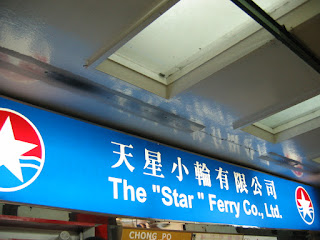 天星小輪有限公司
The "Star" Ferry Co., Ltd.
CHONG PO